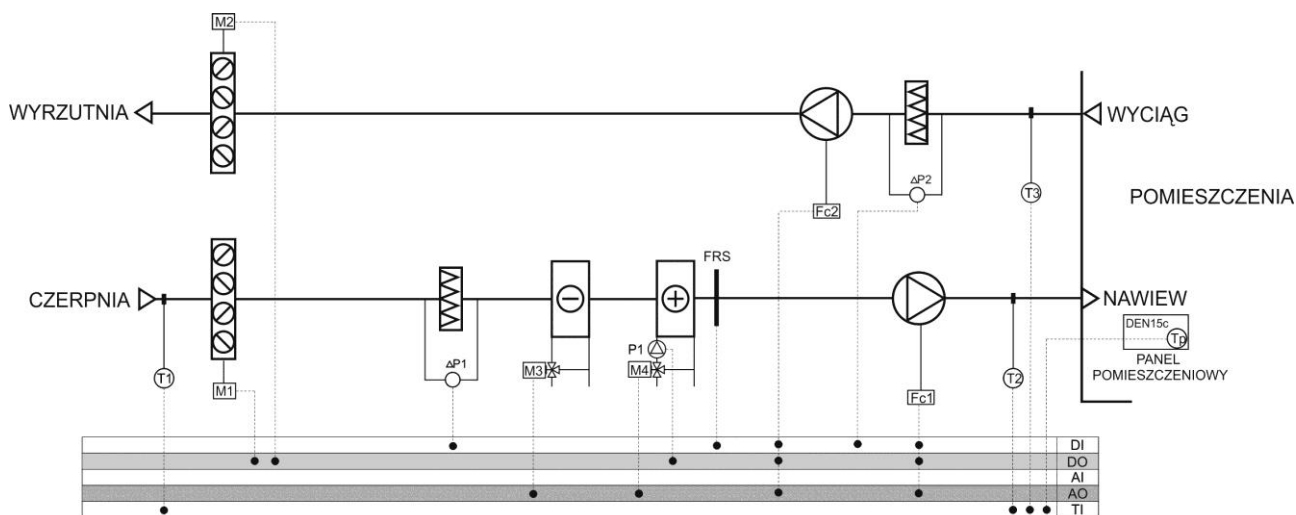 M2
WYRZUTNIA
WYCIĄG
ΔP2
T3
Fc2
POMIESZCZENIA
FRS
CZERPNIA
NAWIEW
DEN15c
Tp
P1
ΔP1
M3
M4
T1
M1
T2
PANEL
POMIESZCZENIOWY
Fc1
DI
DO
AI
AO
TI